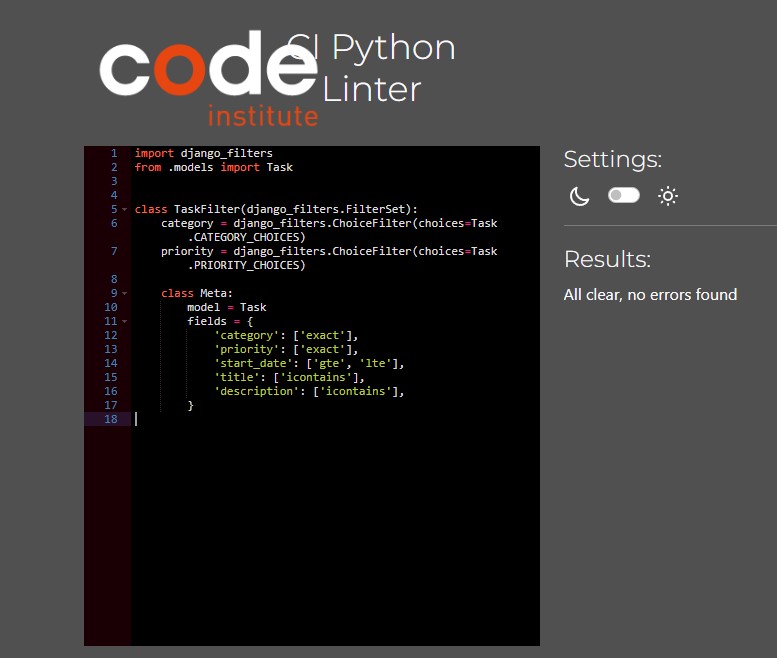 code
institute
CI Python
Linter
1 import django_filters
2 from .models import Task
3
4
5 class TaskFilter(django_filters.FilterSet):
6     category = django_filters.ChoiceFilter(choices=Task
        .CATEGORY_CHOICES)
7     priority = django_filters.ChoiceFilter(choices=Task
        .PRIORITY_CHOICES)
8
9     class Meta:
10         model = Task
11         fields = {
12             'category': ['exact'],
13             'priority': ['exact'],
14             'start_date': ['gte', 'lte'],
15             'title': ['icontains'],
16             'description': ['icontains'],
17         }
18
Settings:
Results:
All clear, no errors found